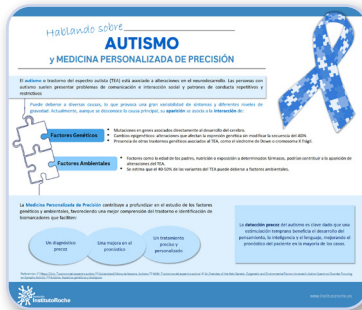 Hablando sobre...
AUTISMO
y MEDICINA PERSONALIZADA DE PRECISIÓN
El autismo o trastorno del espectro autista (TEA) está asociado a alteraciones en el neurodesarrollo. Las personas con
autismo suelen presentar problemas de comunicación e interacción social y patrones de conducta repetitivos y
restrictivos
Puede deberse a diversas causas, lo que provoca una gran variabilidad de síntomas y diferentes niveles de
gravedad. Actualmente, aunque se desconoce la causa principal, su aparición se asocia a la interacción de:
Factores Genéticos
Mutaciones en genes asociados directamente al desarrollo del cerebro.
Cambios epigenéticos: alteraciones que afectan la expresión genética sin modificar la secuencia del ADN.
Presencia de otros trastornos genéticos asociados al TEA, como el síndrome de Down o cromosoma X frágil.
Factores Ambientales
Factores como la edad de los padres, nutrición o exposición a determinados fármacos, podrían contribuir a la aparición de
alteraciones del TEA.
Se estima que el 40-50% de las variantes del TEA puede deberse a factores ambientales.
La Medicina Personalizada de Precisión contribuye a profundizar en el estudio de los factores
genéticos y ambientales, favoreciendo una mejor comprensión del trastorno e identificación de
biomarcadores que faciliten:
Un diagnóstico
precoz
Una mejora en el
pronóstico
Un tratamiento
preciso y
personalizado
La detección precoz del autismo es clave dado que una
estimulación temprana beneficia el desarrollo del
pensamiento, la inteligencia y el lenguaje, mejorando el
pronóstico del paciente en la mayoría de los casos.
InstitutoRoche